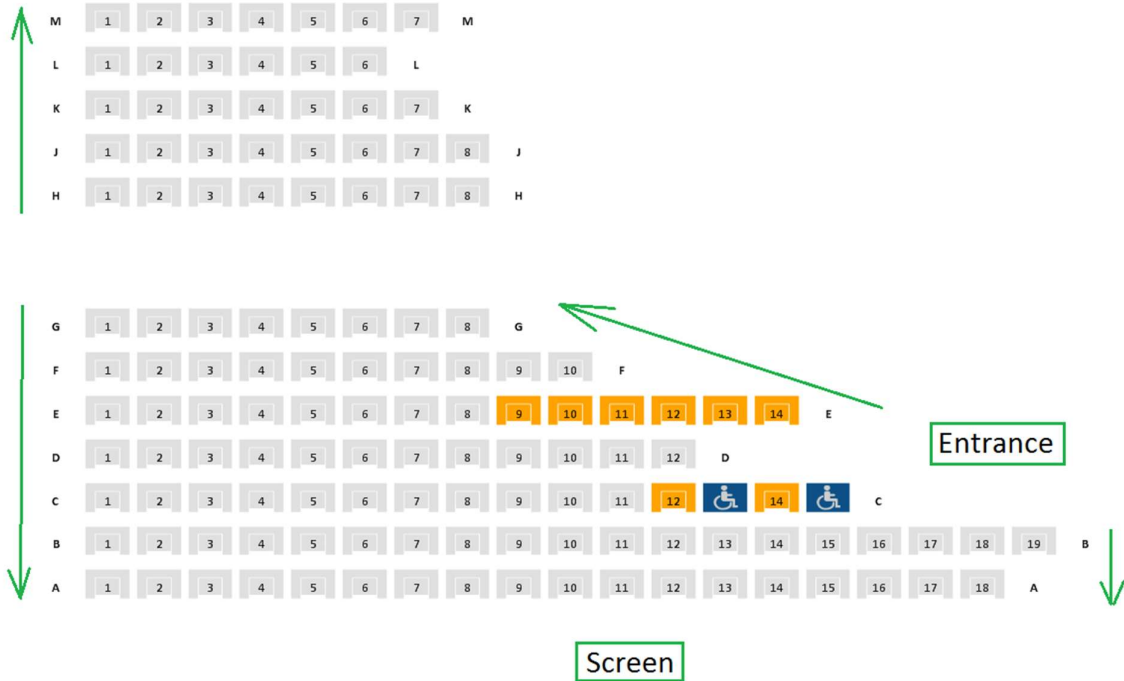 M 1 2 3 4 5 6 7 M
L 1 2 3 4 5 6 L
K 1 2 3 4 5 6 7 K
J 1 2 3 4 5 6 7 8 J
H 1 2 3 4 5 6 7 8 H
G 1 2 3 4 5 6 7 8 G
F 1 2 3 4 5 6 7 8 9 10 F
E 1 2 3 4 5 6 7 8 9 10 11 12 13 14 E
Entrance
D 1 2 3 4 5 6 7 8 9 10 11 12 D
C 1 2 3 4 5 6 7 8 9 10 11 12 14 C
B 1 2 3 4 5 6 7 8 9 10 11 12 13 14 15 16 17 18 19 B
A 1 2 3 4 5 6 7 8 9 10 11 12 13 14 15 16 17 18 A
Screen